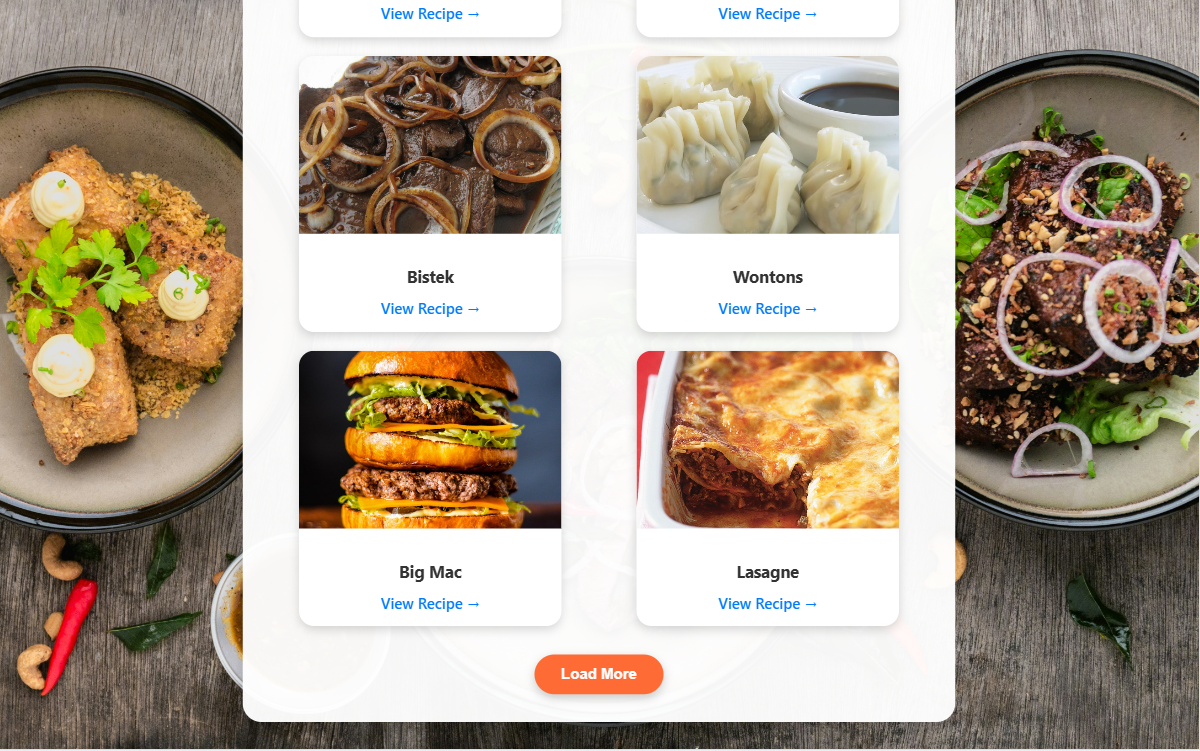 View Recipe →
View Recipe →
Bistek
View Recipe →
Wontons
View Recipe →
Big Mac
View Recipe →
Lasagne
View Recipe →
Load More